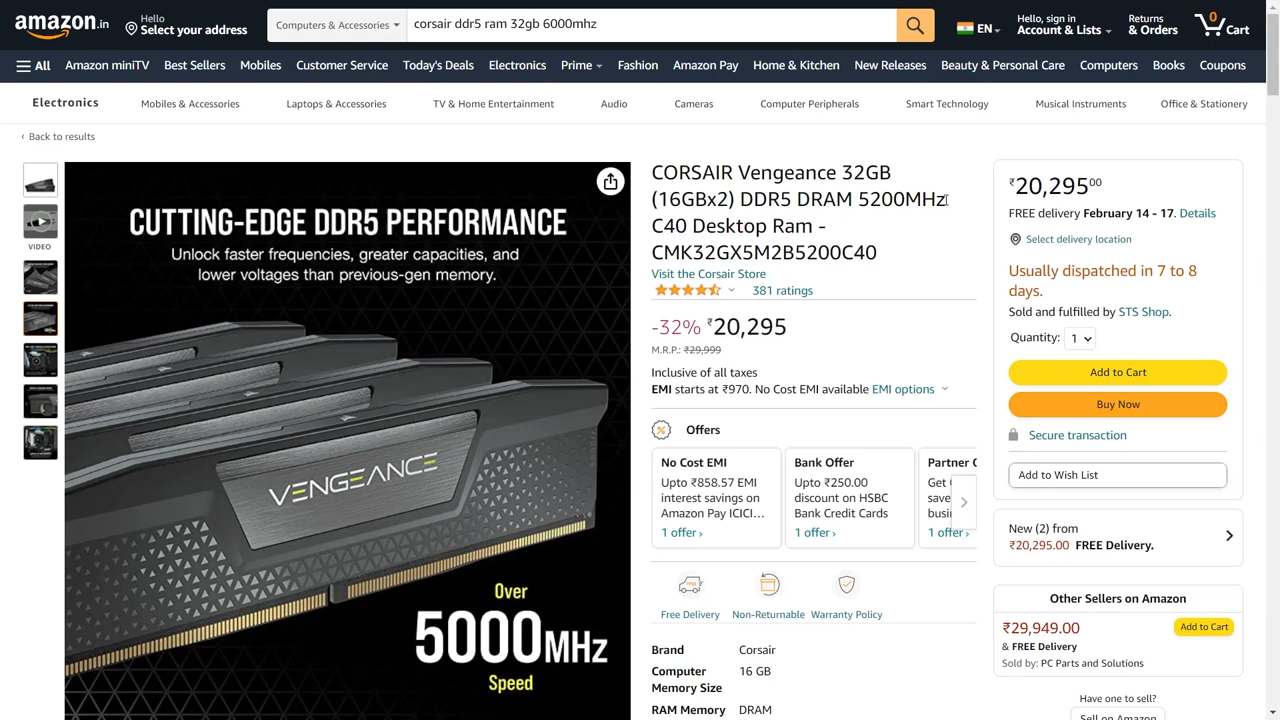 amazon.in
Hello
Select your address
Computers & Accessories
corsair ddr5 ram 32gb 6000mhz
EN
Hello, sign in
Account & Lists
Returns
& Orders
0
Cart
All
Amazon miniTV
Best Sellers
Mobiles
Customer Service
Today's Deals
Electronics
Prime
Fashion
Amazon Pay
Home & Kitchen
New Releases
Beauty & Personal Care
Computers
Books
Coupons
Electronics
Mobiles & Accessories
Laptops & Accessories
TV & Home Entertainment
Audio
Cameras
Computer Peripherals
Smart Technology
Musical Instruments
Office & Stationery
‹ Back to results
VIDEO
CUTTING-EDGE DDR5 PERFORMANCE
Unlock faster frequencies, greater capacities, and
lower voltages than previous-gen memory.
VENGEANCE
Over
5000MHz
Speed
CORSAIR Vengeance 32GB
(16GBx2) DDR5 DRAM 5200MHz
C40 Desktop Ram -
CMK32GX5M2B5200C40
Visit the Corsair Store
381 ratings
-32% ₹20,295
M.R.P.: ₹29,999
Inclusive of all taxes
EMI starts at ₹970. No Cost EMI available EMI options
Offers
No Cost EMI
Upto ₹858.57 EMI
interest savings on
Amazon Pay ICICI…
1 offer ›
Bank Offer
Upto ₹250.00
discount on HSBC
Bank Credit Cards
1 offer ›
Partner
Get
save
busi
1 offer ›
Free Delivery
Non-Returnable
Warranty Policy
Brand Corsair
Computer 16 GB
Memory Size
RAM Memory DRAM
₹20,295.00
FREE delivery February 14 - 17. Details
Select delivery location
Usually dispatched in 7 to 8
days.
Sold and fulfilled by STS Shop.
Quantity: 1
Add to Cart
Buy Now
Secure transaction
Add to Wish List
New (2) from
₹20,295.00 FREE Delivery.
Other Sellers on Amazon
₹29,949.00
Add to Cart
& FREE Delivery
Sold by: PC Parts and Solutions
Have one to sell?
Sell on Amazon